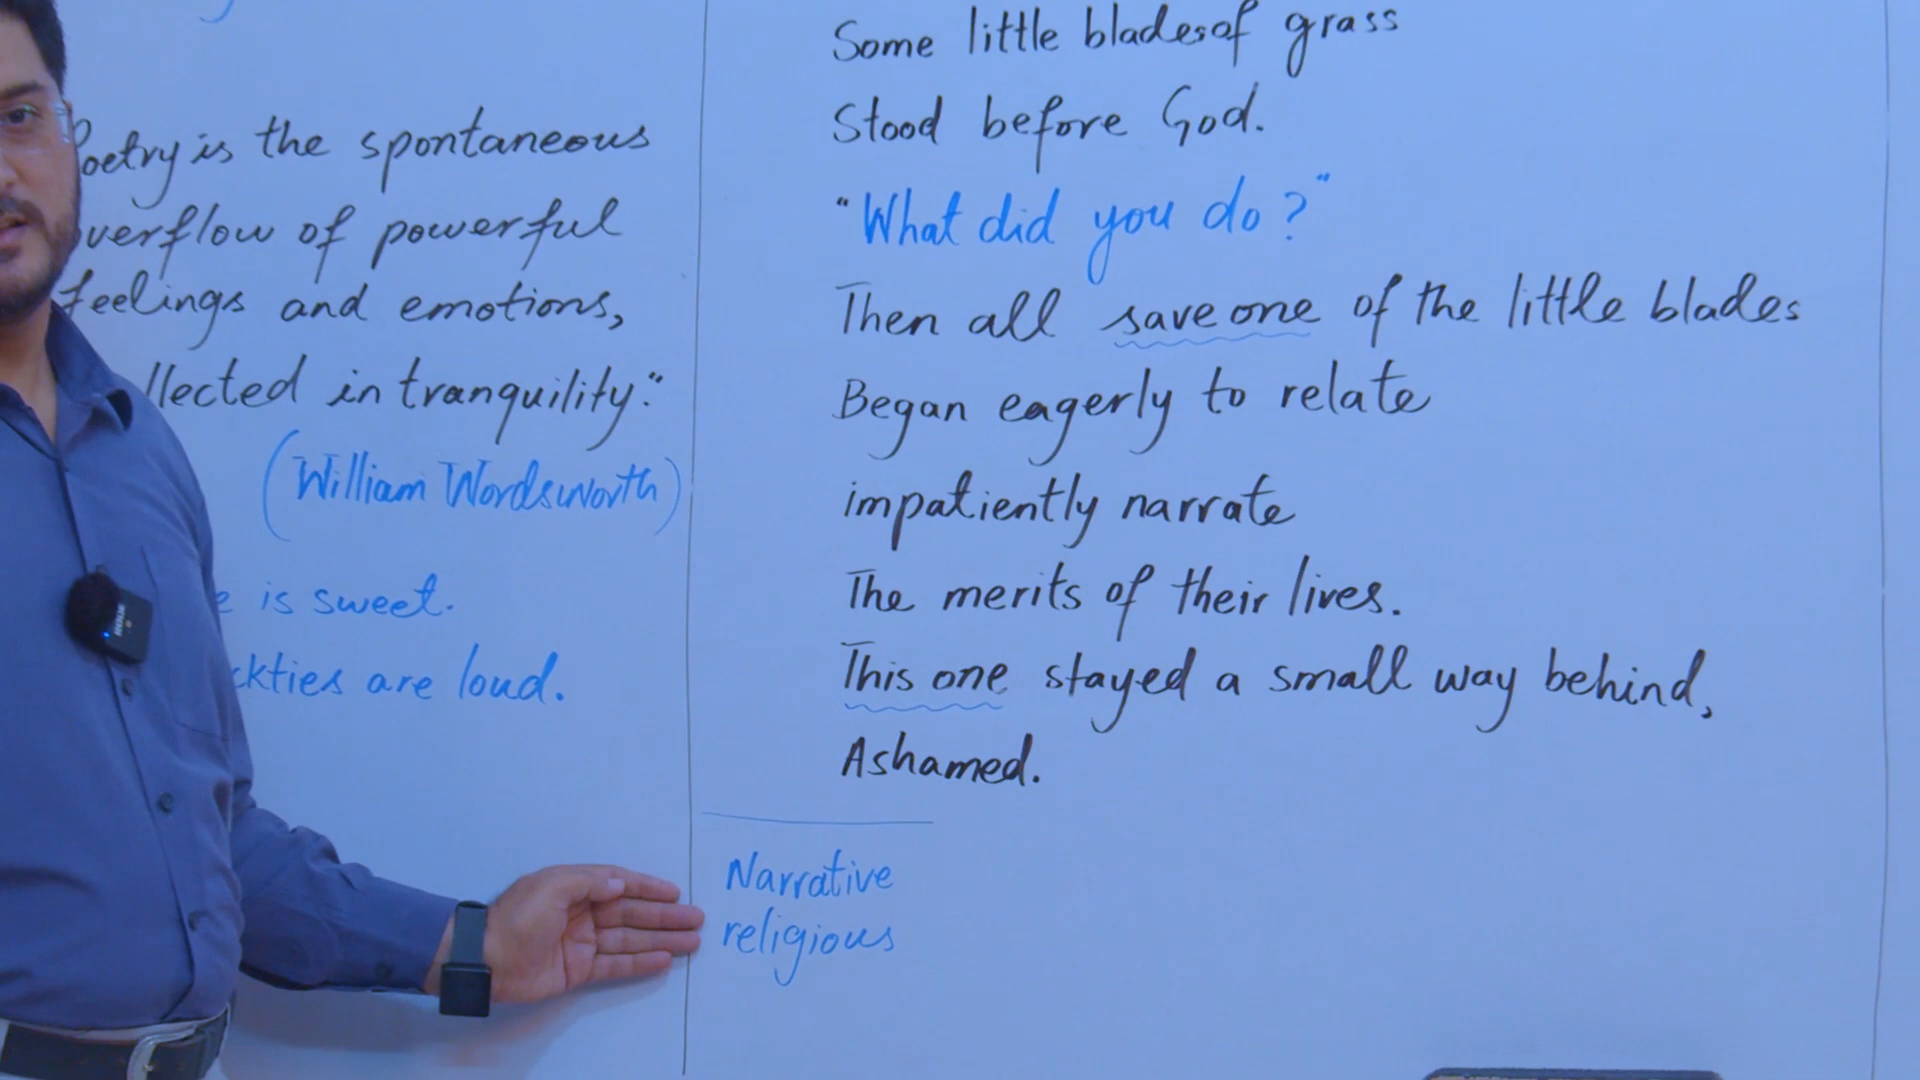 Poetry is the spontaneous
verflow of powerful
feelings and emotions,
llected in tranquility."
(William Wordsworth)
e is sweet.
ckties are loud.
Some little blades of grass
Stood before God.
"What did you do?"
Then all save one of the little blades
Began eagerly to relate
impatiently narrate
The merits of their lives.
This one stayed a small way behind,
Ashamed.
Narrative
religious